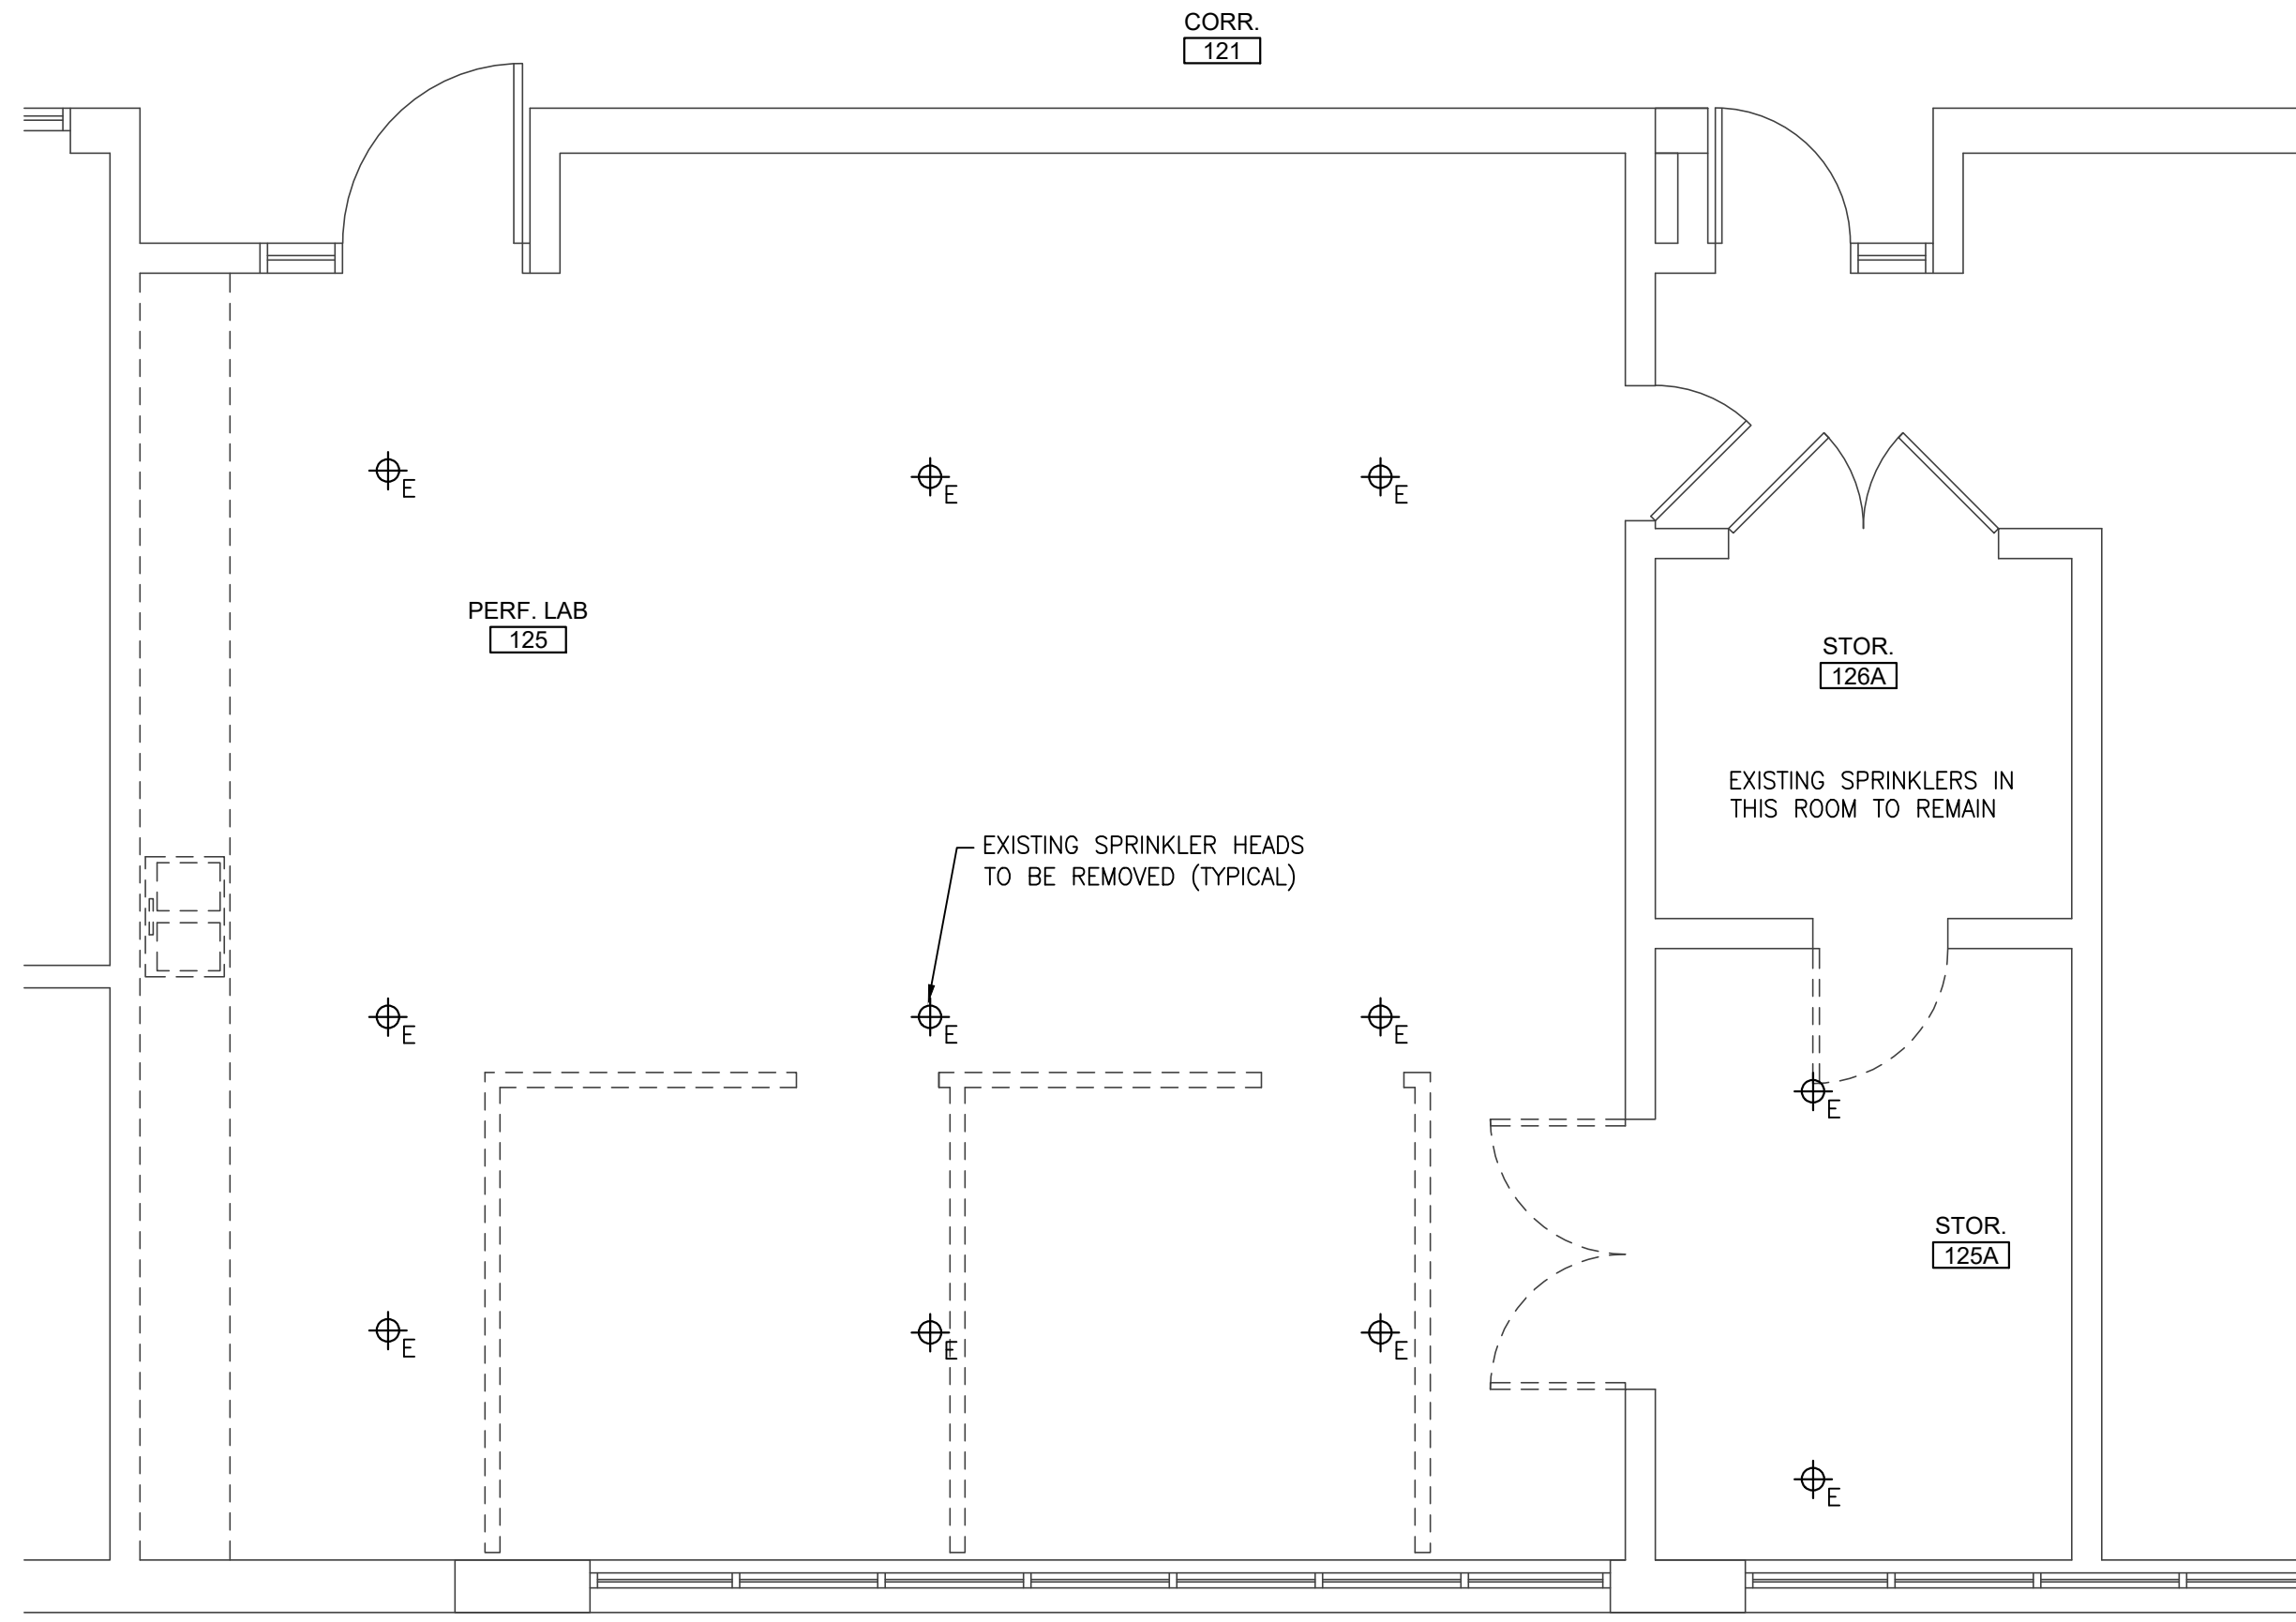 CORR.
121
E
E
E
PERF. LAB
125
STOR.
126A
EXISTING SPRINKLERS IN
THIS ROOM TO REMAIN
EXISTING SPRINKLER HEADS
TO BE REMOVED (TYPICAL)
E
E
E
E
STOR.
125A
E
E
E
E